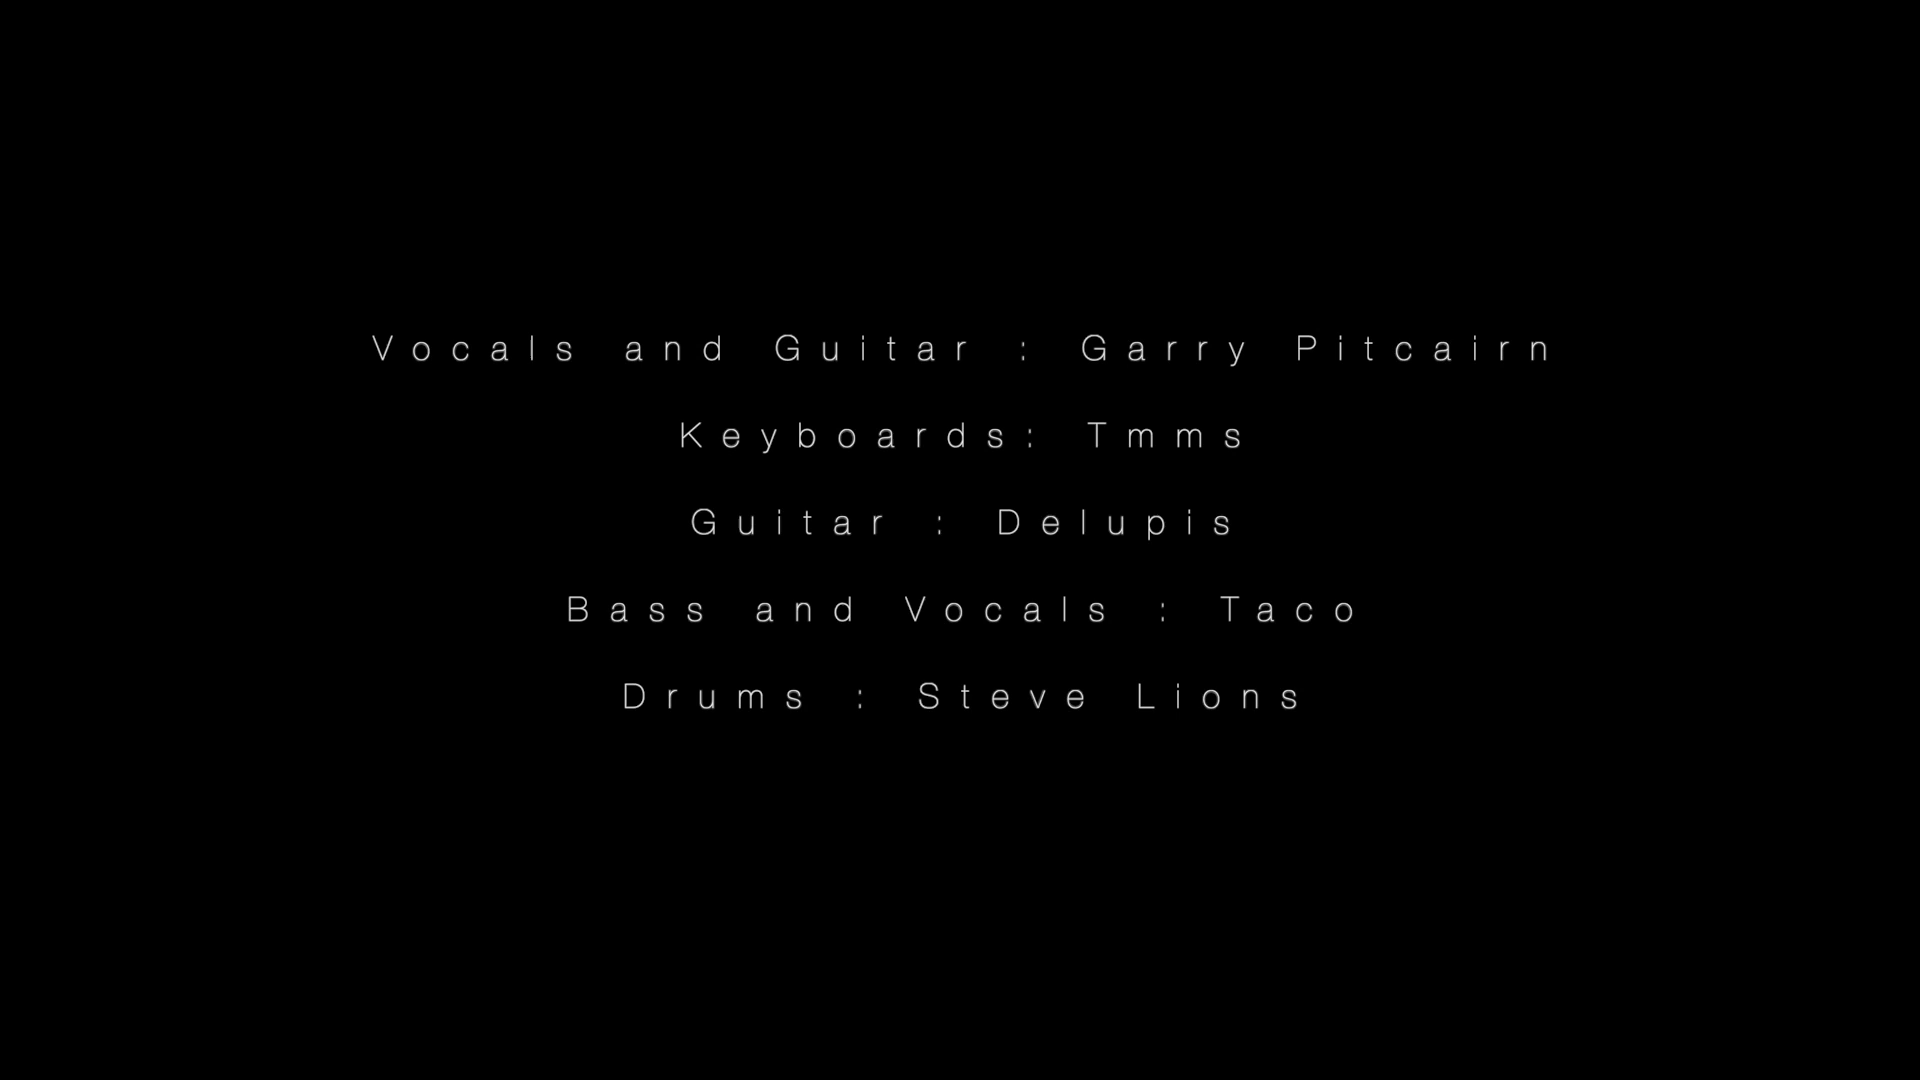 Vocals and Guitar : Garry Pitcairn
Keyboards: Tmms
Guitar : Delupis
Bass and Vocals : Taco
Drums : Steve Lions